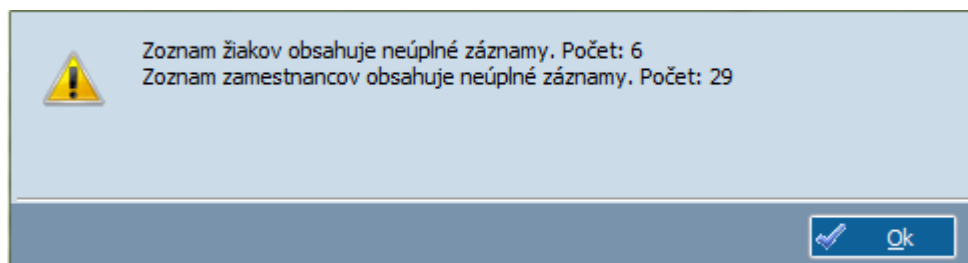 Zoznam žiakov obsahuje neúplné záznamy. Počet: 6
Zoznam zamestnancov obsahuje neúplné záznamy. Počet: 29
Ok